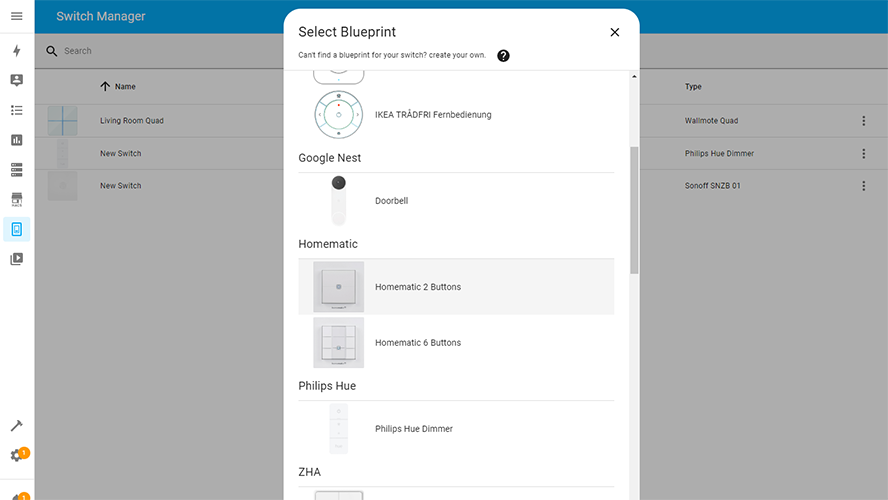 Switch Manager
Search
Name
Type
Living Room Quad
Wallmote Quad
New Switch
Philips Hue Dimmer
New Switch
Sonoff SNZB 01
1
1
Select Blueprint
Can't find a blueprint for your switch? create your own.
?
IKEA TRÅDFRI Fernbedienung
Google Nest
Doorbell
Homematic
Homematic 2 Buttons
Homematic 6 Buttons
Philips Hue
Philips Hue Dimmer
ZHA